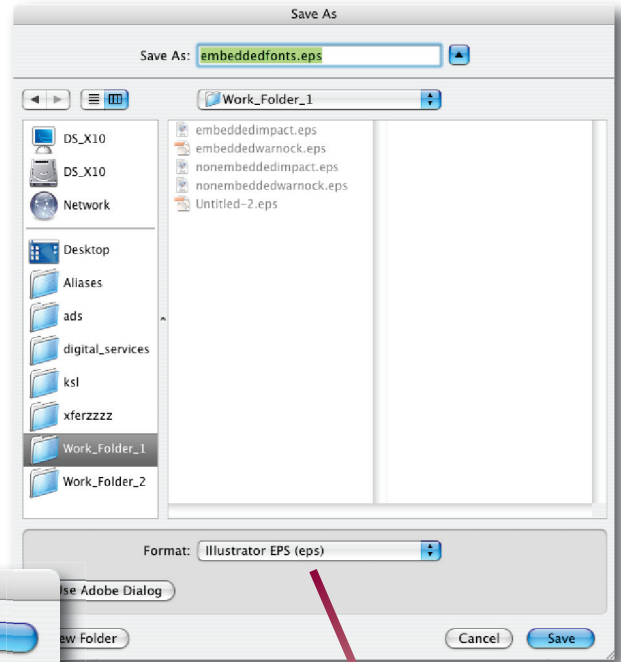 Save As
Save As: embeddedfonts.eps
Work_Folder_1
DS_X10
DS_X10
Network
Desktop
Aliases
ads
digital_services
ksl
xferzzzz
Work_Folder_1
Work_Folder_2
embeddedimpact.eps
embeddedwarnock.eps
nonembeddedimpact.eps
nonembeddedwarnock.eps
Untitled-2.eps
Format: Illustrator EPS (eps)
se Adobe Dialog
ew Folder
Cancel
Save